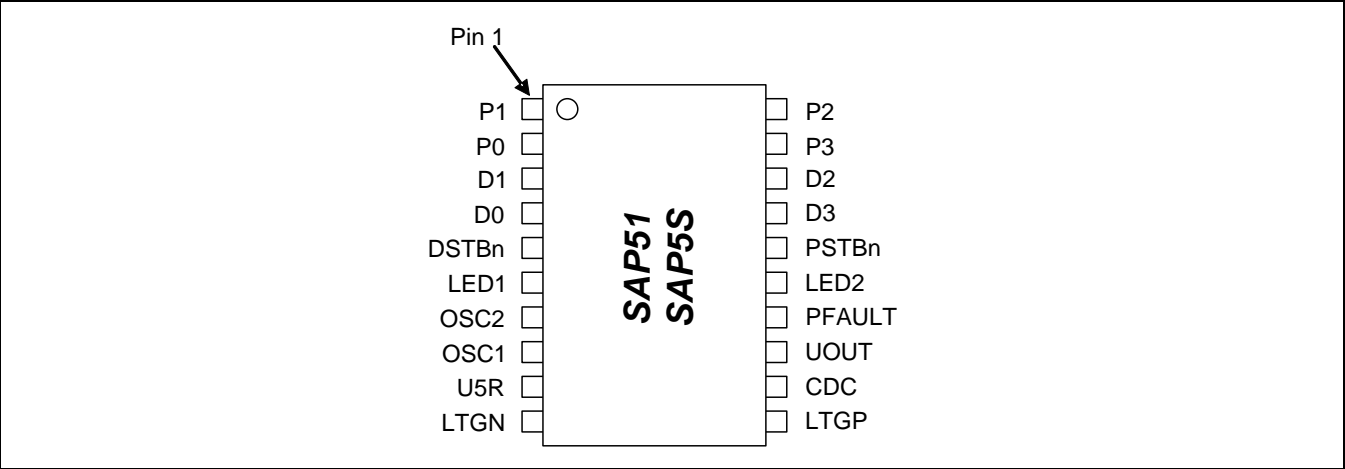 Pin 1
P1 P2
P0 P3
D1 D2
D0 D3
DSTBn PSTBn
LED1 LED2
OSC2 PFAULT
OSC1 UOUT
U5R CDC
LTGN LTGP
SAP51
SAP5S